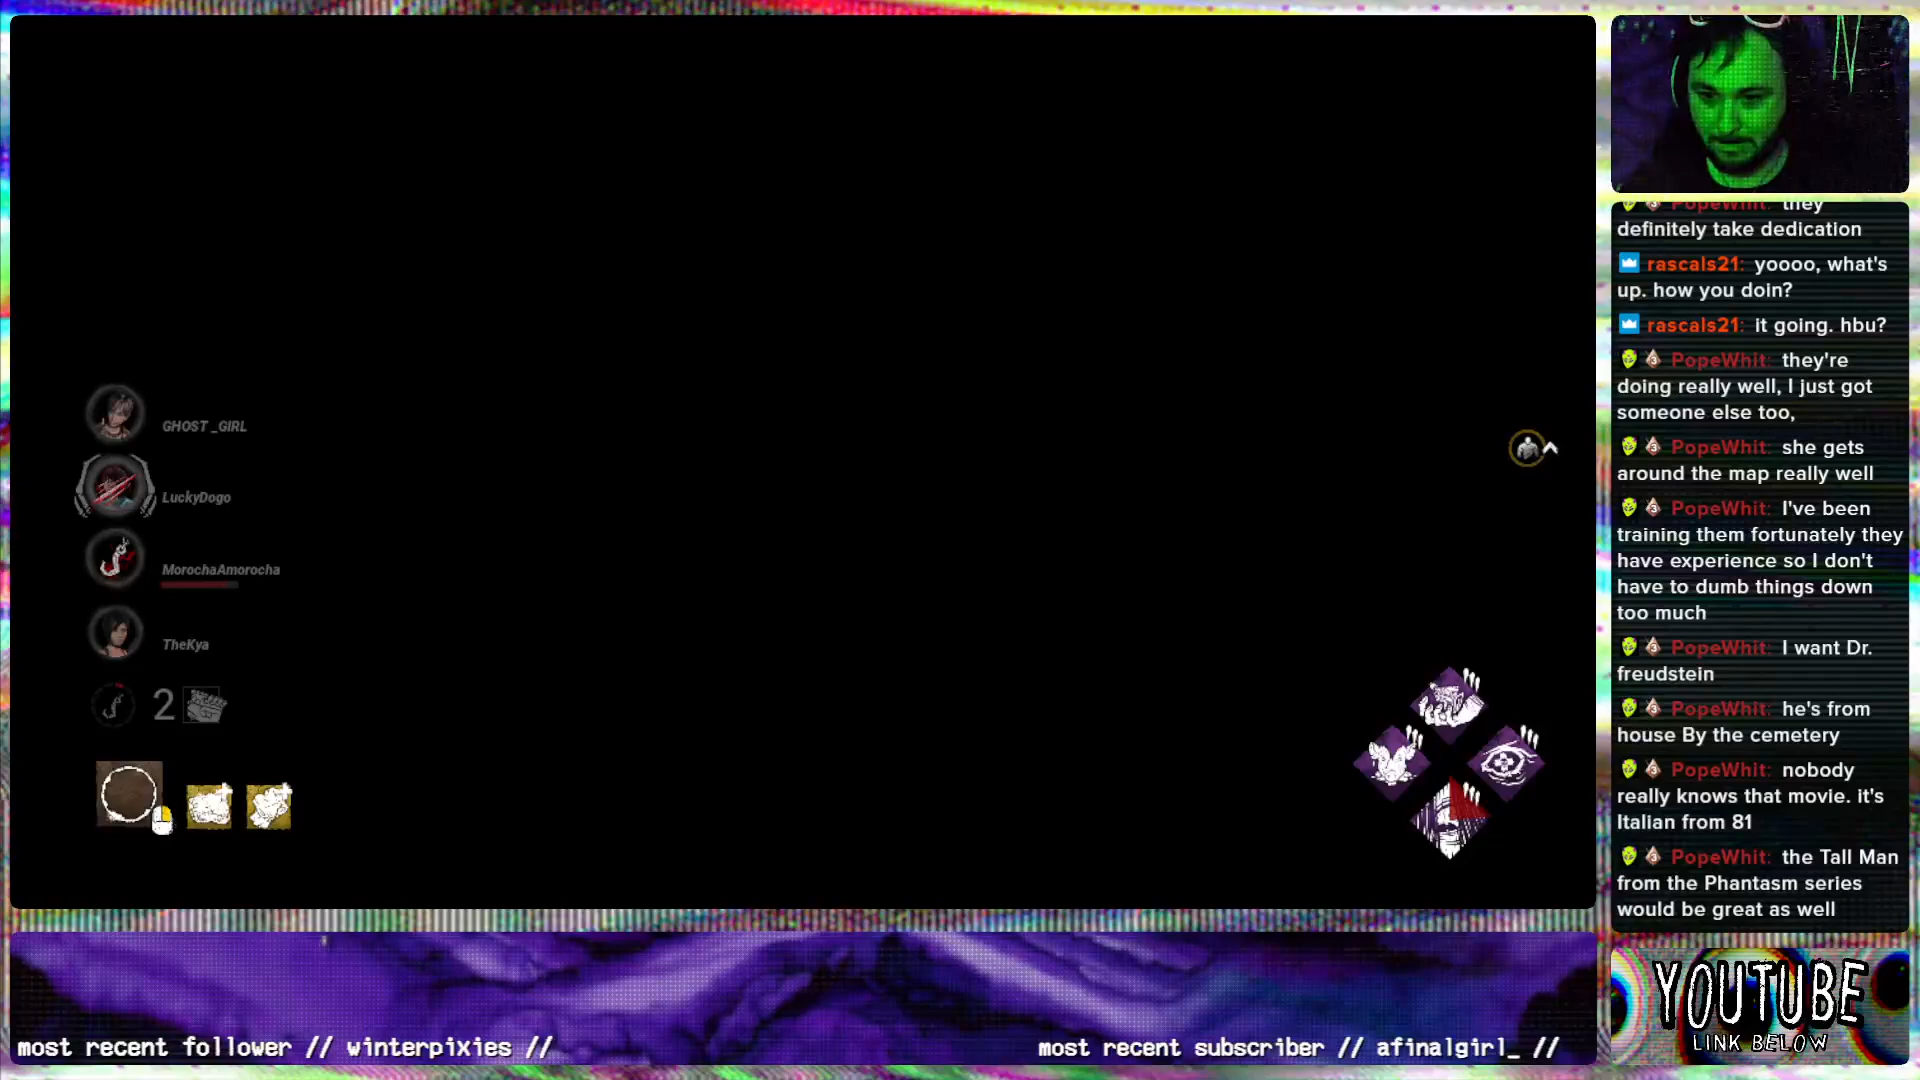 GHOST _GIRL
LuckyDogo
MorochaAmorocha
TheKya
2
PopeWhit: they
definitely take dedication
rascals21: yoooo, what's
up. how you doin?
rascals21: it going. hbu?
PopeWhit: they're
doing really well, I just got
someone else too,
PopeWhit: she gets
around the map really well
PopeWhit: I've been
training them fortunately they
have experience so I don't
have to dumb things down
too much
PopeWhit: I want Dr.
freudstein
PopeWhit: he's from
house By the cemetery
PopeWhit: nobody
really knows that movie. it's
Italian from 81
PopeWhit: the Tall Man
from the Phantasm series
would be great as well
YOUTUBE
LINK BELOW
most recent follower // winterpixies //
most recent subscriber // afinalgirl_ //